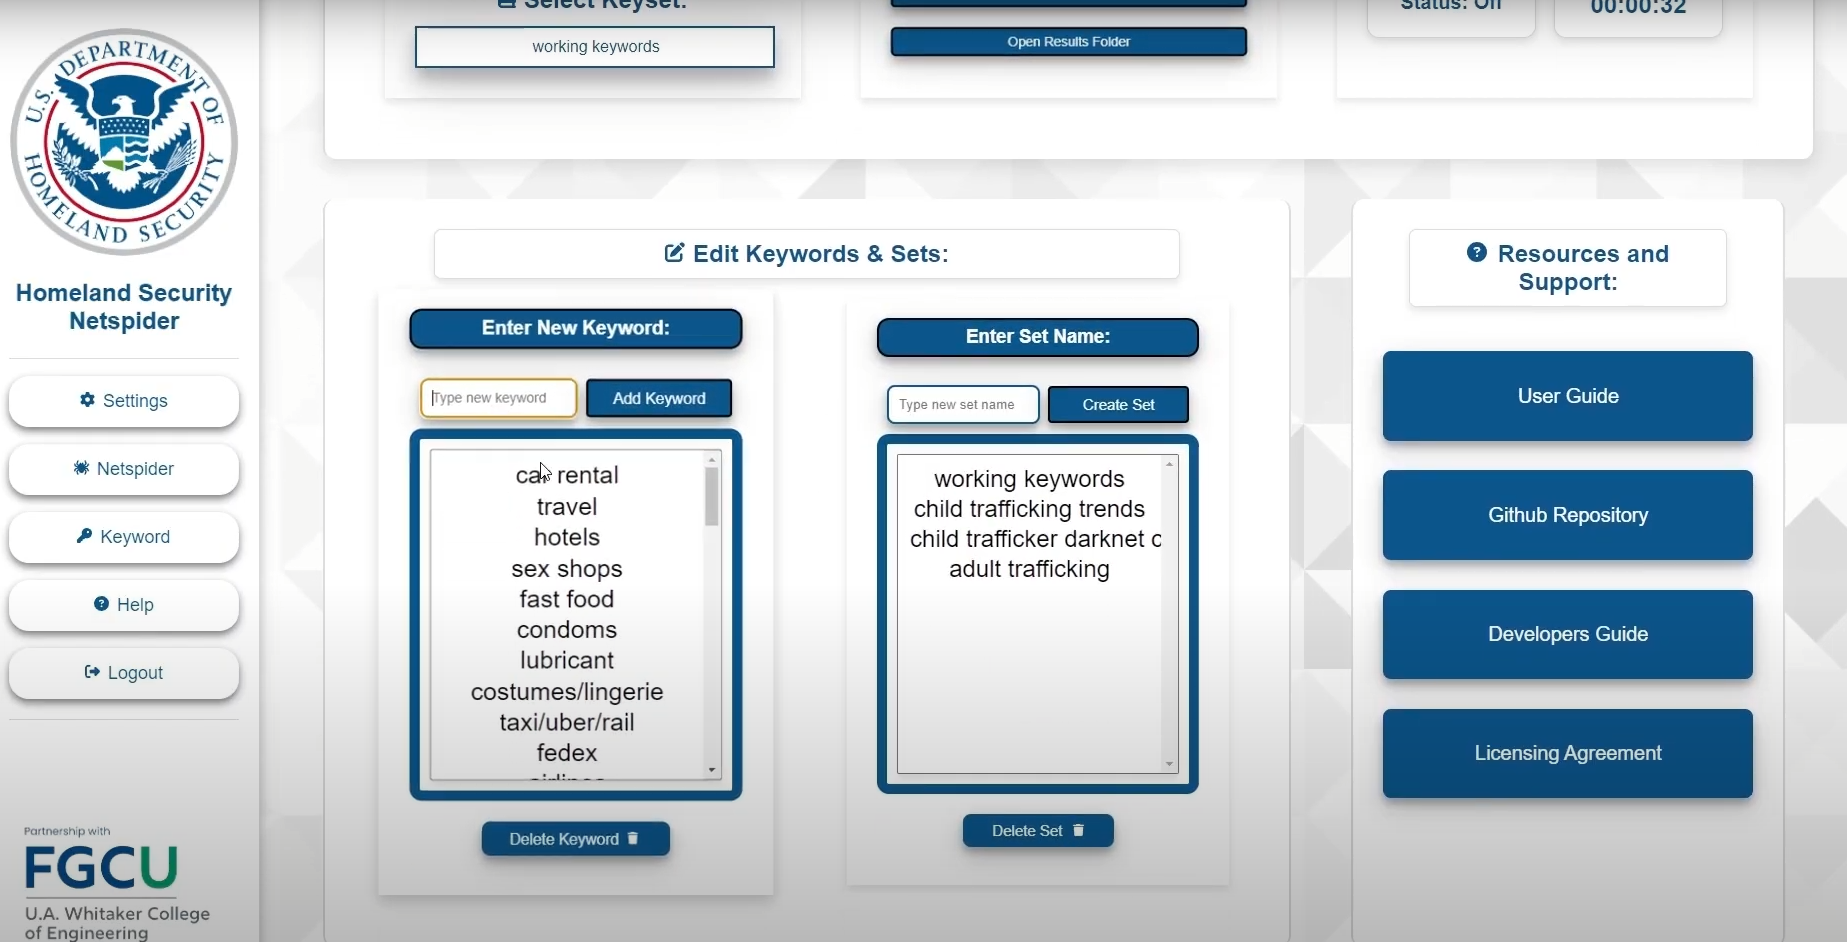 U.S. DEPARTMENT OF
HOMELAND SECURITY
Homeland Security
Netspider
Settings
Netspider
Keyword
Help
Logout
Partnership with
FGCU
U.A. Whitaker College
of Engineering
Select Keyset:
working keywords
Open Results Folder
Status: Off
00:00:32
Edit Keywords & Sets:
Enter New Keyword:
Type new keyword
Add Keyword
car rental
travel
hotels
sex shops
fast food
condoms
lubricant
costumes/lingerie
taxi/uber/rail
fedex
airlines
Delete Keyword
Enter Set Name:
Type new set name
Create Set
working keywords
child trafficking trends
child trafficker darknet c
adult trafficking
Delete Set
Resources and
Support:
User Guide
Github Repository
Developers Guide
Licensing Agreement